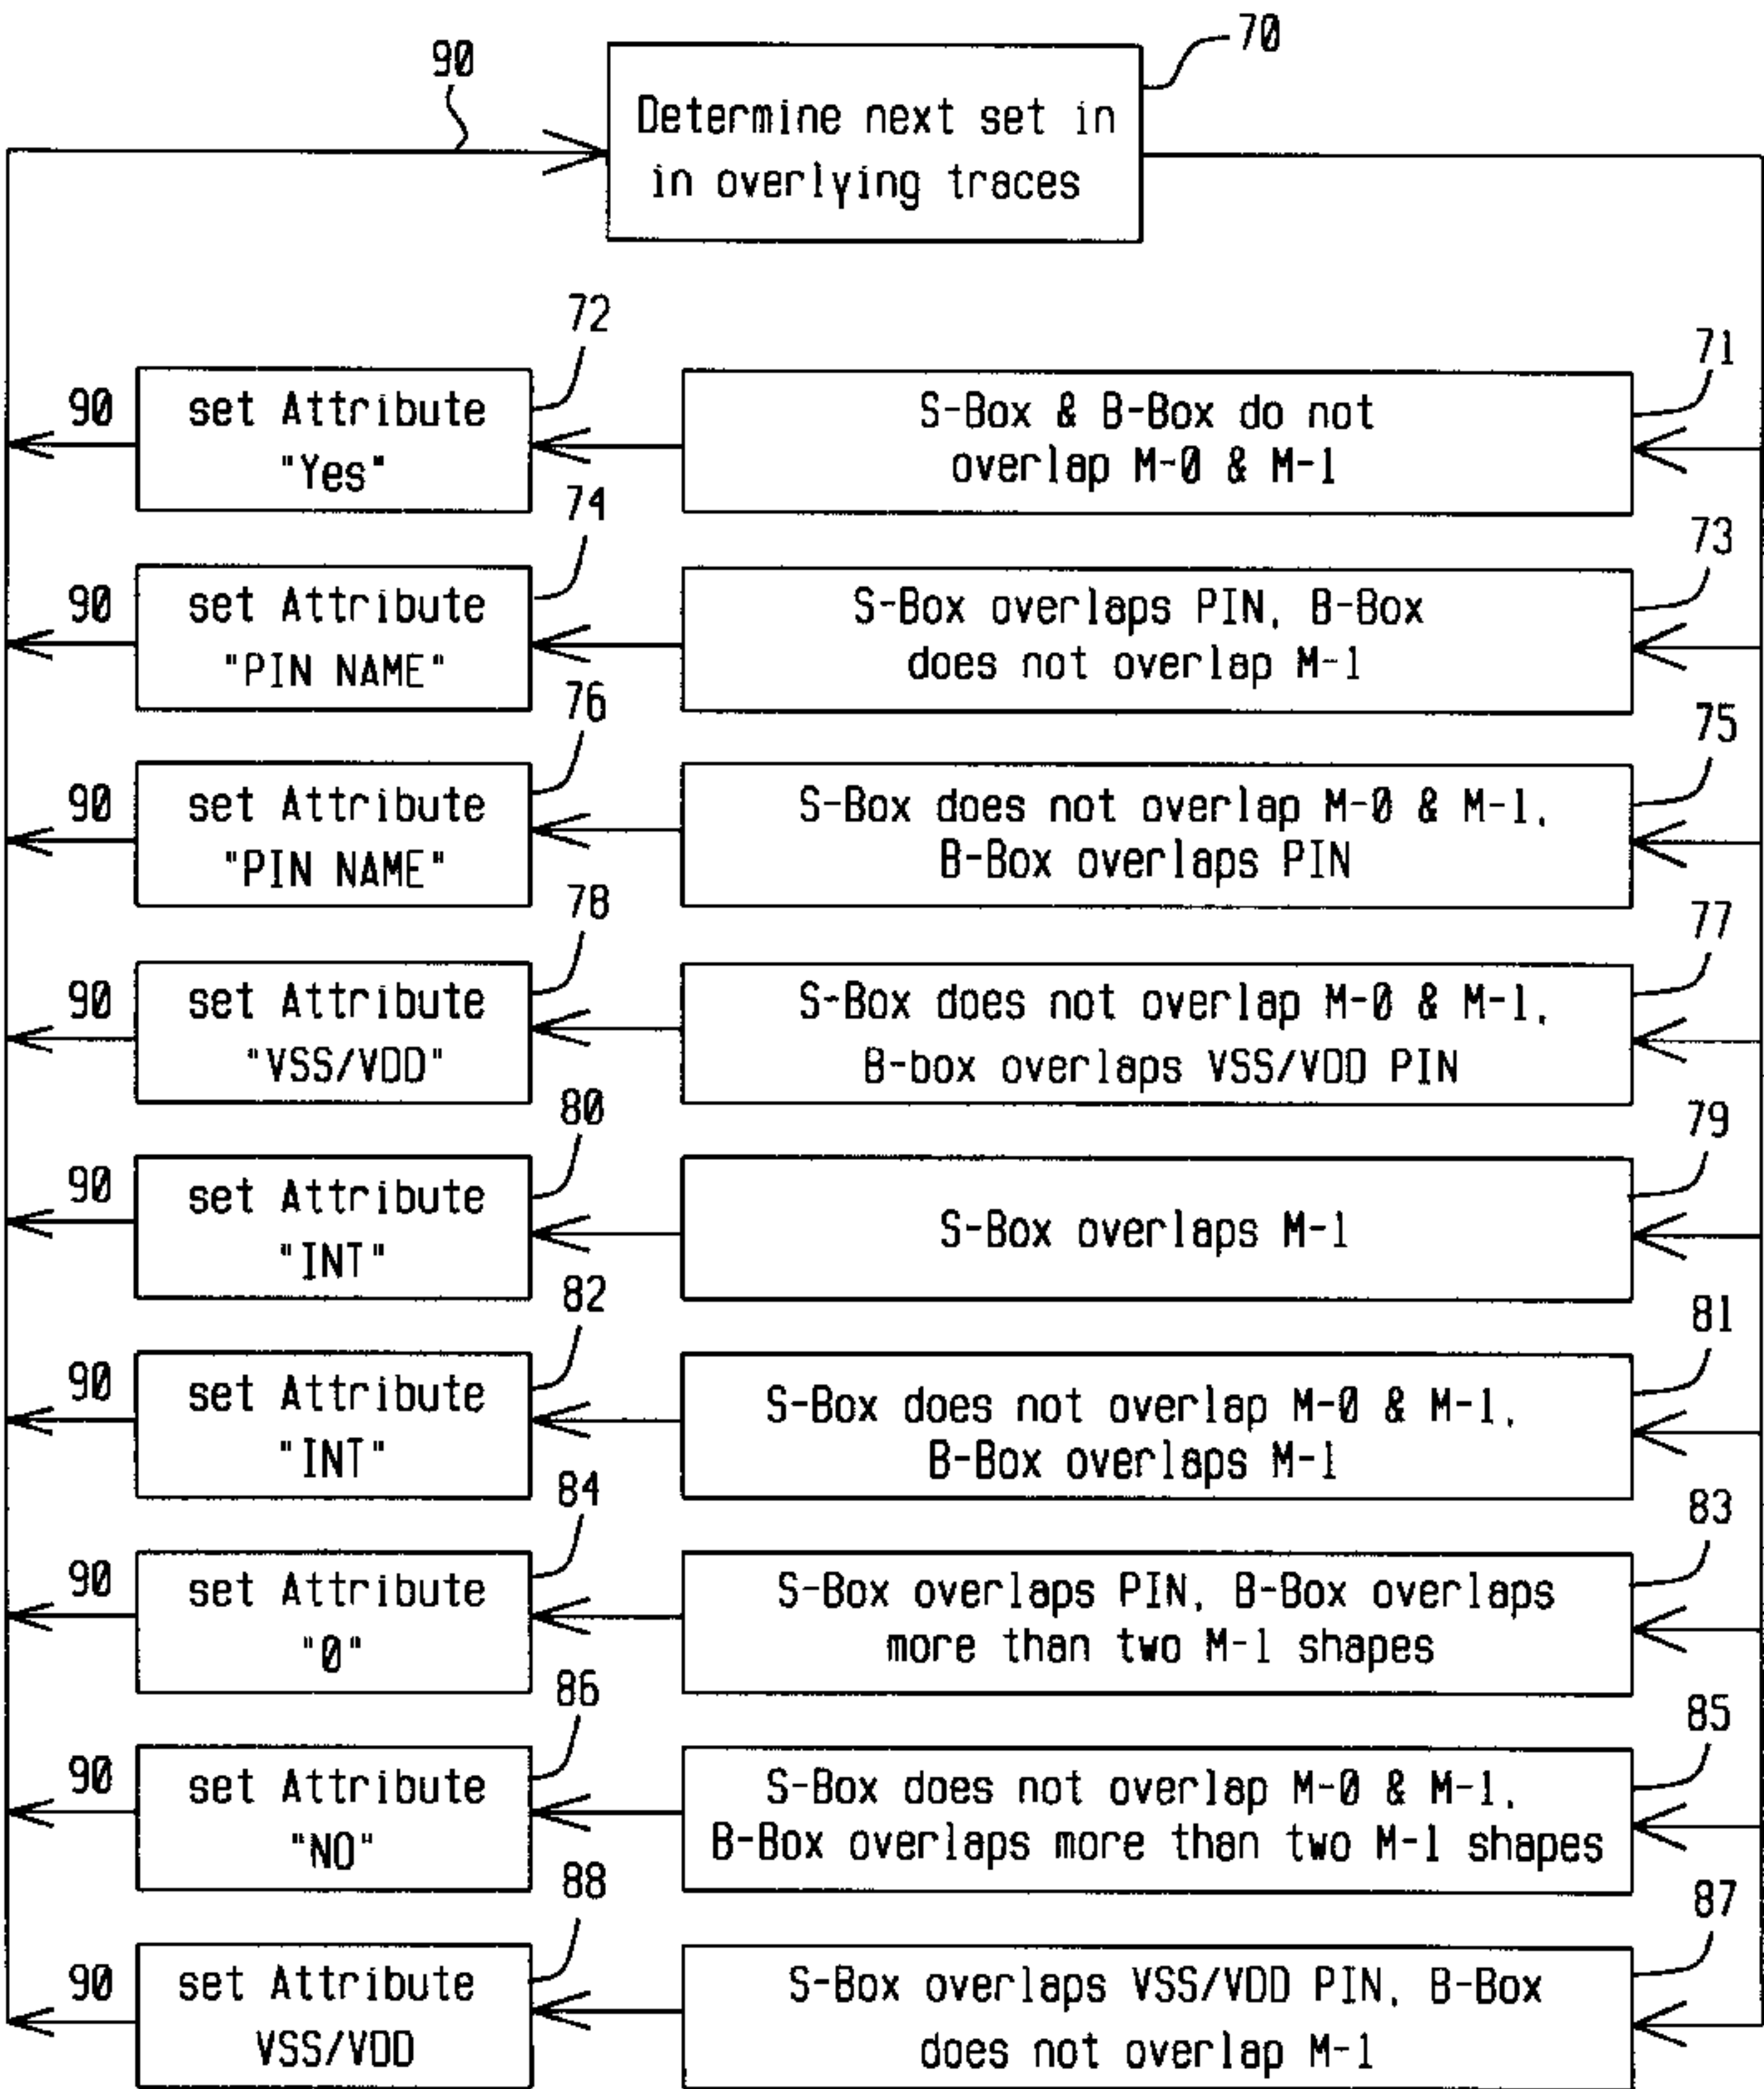 90
70
Determine next set in
in overlying traces
72
71
90
set Attribute
"Yes"
S-Box & B-Box do not
overlap M-0 & M-1
74
73
90
set Attribute
"PIN NAME"
S-Box overlaps PIN, B-Box
does not overlap M-1
76
75
90
set Attribute
"PIN NAME"
S-Box does not overlap M-0 & M-1,
B-Box overlaps PIN
78
77
90
set Attribute
"VSS/VDD"
S-Box does not overlap M-0 & M-1,
B-box overlaps VSS/VDD PIN
80
79
90
set Attribute
"INT"
S-Box overlaps M-1
82
81
90
set Attribute
"INT"
S-Box does not overlap M-0 & M-1,
B-Box overlaps M-1
84
83
90
set Attribute
"0"
S-Box overlaps PIN, B-Box overlaps
more than two M-1 shapes
86
85
90
set Attribute
"NO"
S-Box does not overlap M-0 & M-1,
B-Box overlaps more than two M-1 shapes
88
87
90
set Attribute
VSS/VDD
S-Box overlaps VSS/VDD PIN, B-Box
does not overlap M-1